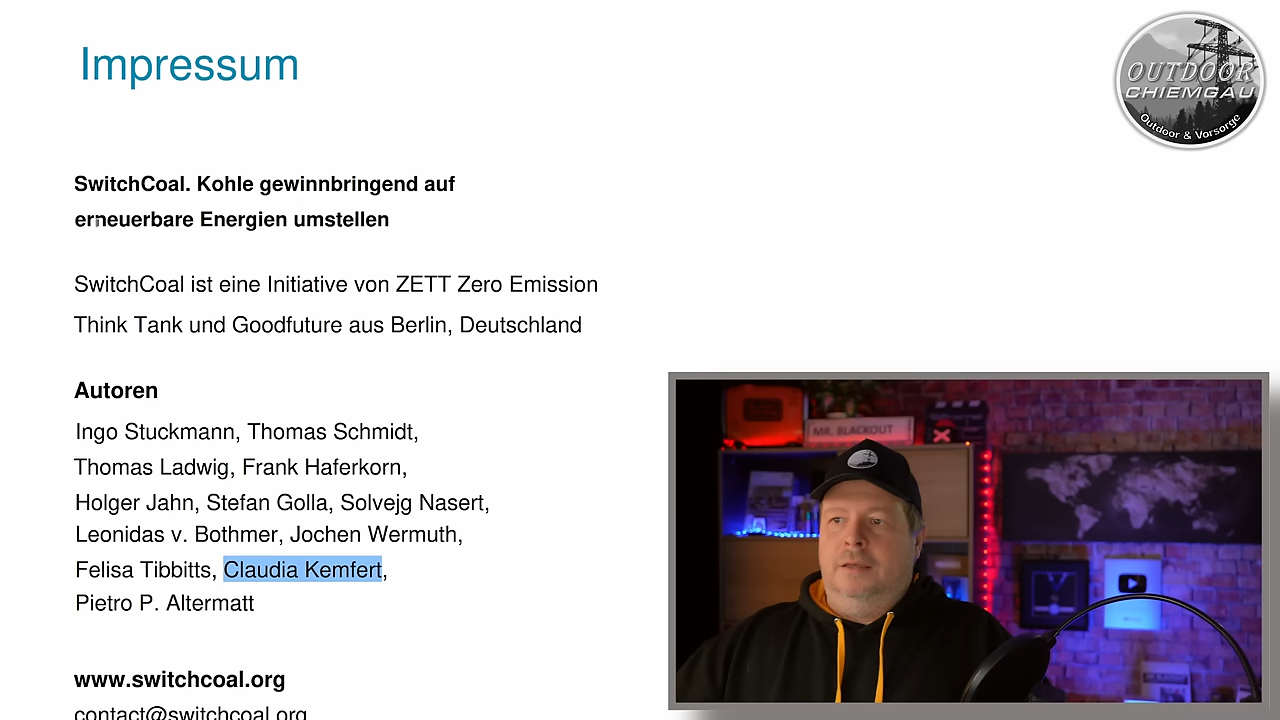 Impressum
OUTDOOR
CHIEMGAU
Outdoor & Vorsorge
SwitchCoal. Kohle gewinnbringend auf
erneuerbare Energien umstellen
SwitchCoal ist eine Initiative von ZETT Zero Emission
Think Tank und Goodfuture aus Berlin, Deutschland
Autoren
Ingo Stuckmann, Thomas Schmidt,
Thomas Ladwig, Frank Haferkorn,
Holger Jahn, Stefan Golla, Solvejg Nasert,
Leonidas v. Bothmer, Jochen Wermuth,
Felisa Tibbitts, Claudia Kemfert,
Pietro P. Altermatt
www.switchcoal.org
contact@switchcoal.org
MR. BLACKOUT